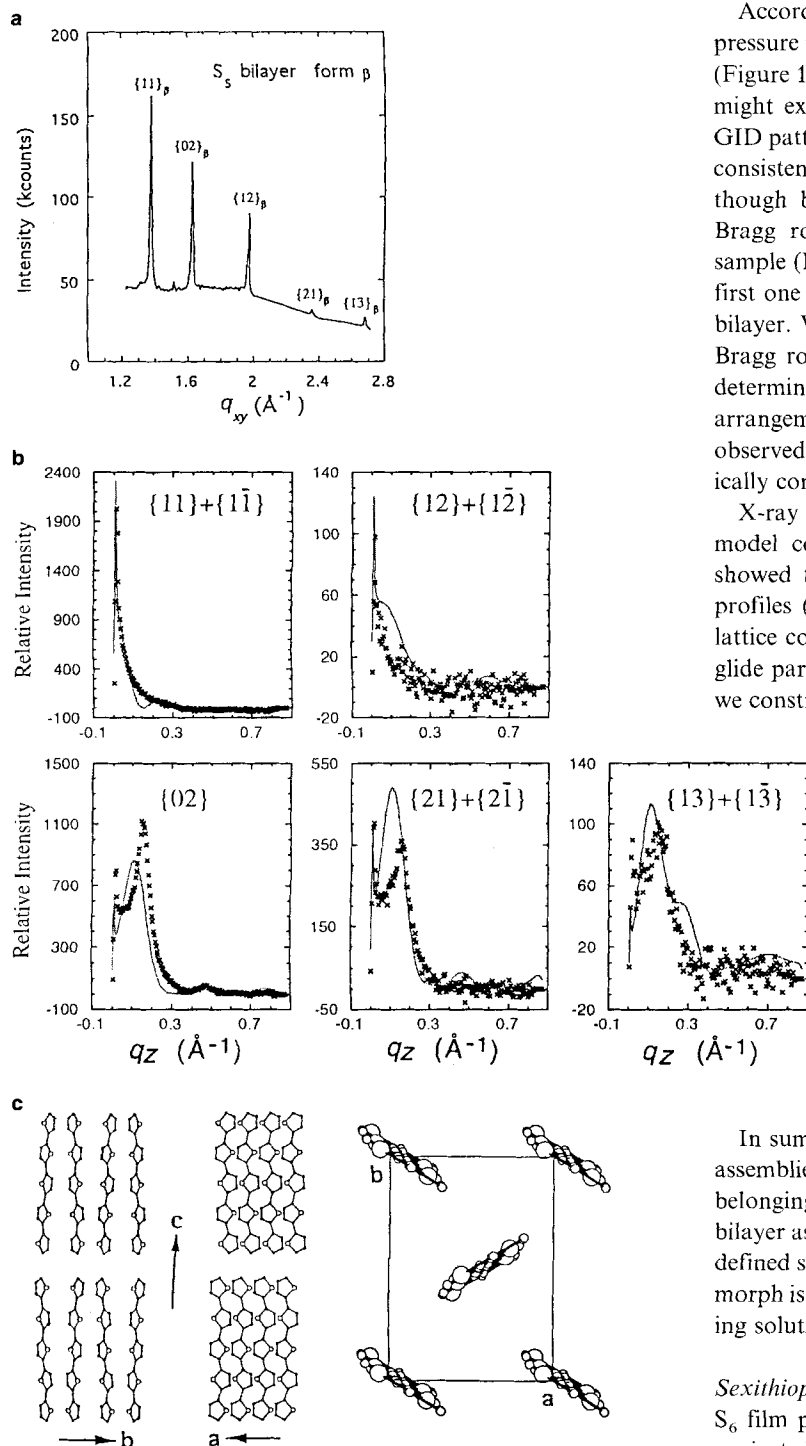 a
200
150
100
50
0
Intensity (kcounts)
S₅ bilayer form β
{11}β
{02}β
{12}β
{21}β
{13}β
1.2 1.6 2 2.4 2.8
q_xy (Å⁻¹)
b
2400
1900
1400
900
400
-100
Relative Intensity
{11}+{11̄}
-0.1 0.3 0.7
140
100
60
20
-20
{12}+{12̄}
-0.1 0.3 0.7
1500
1100
700
300
-100
Relative Intensity
{02}
-0.1 0.3 0.7
q_Z (Å⁻¹)
550
350
150
-50
{21}+{21̄}
-0.1 0.3 0.7
q_Z (Å⁻¹)
140
100
60
20
-20
{13}+{13̄}
-0.1 0.3 0.7
q_Z (Å⁻¹)
c
c
b
a
b
a
Accor
pressure
(Figure 1
might ex
GID patt
consisten
though b
Bragg ro
sample (
first one
bilayer. V
Bragg ro
determin
arrangem
observed
ically con
X-ray
model co
showed
profiles (
lattice co
glide par
we consti
In sum
assemblie
belonging
bilayer as
defined s
morph is
ing soluti
Sexithiop
S₆ film p